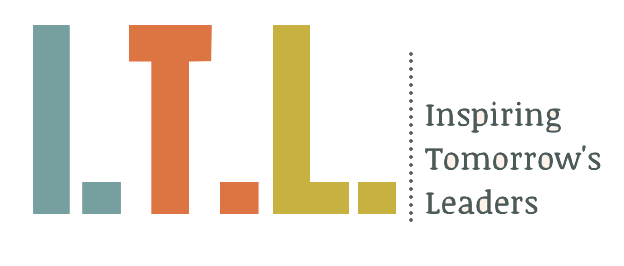 I.T.L.
Inspiring
Tomorrow's
Leaders